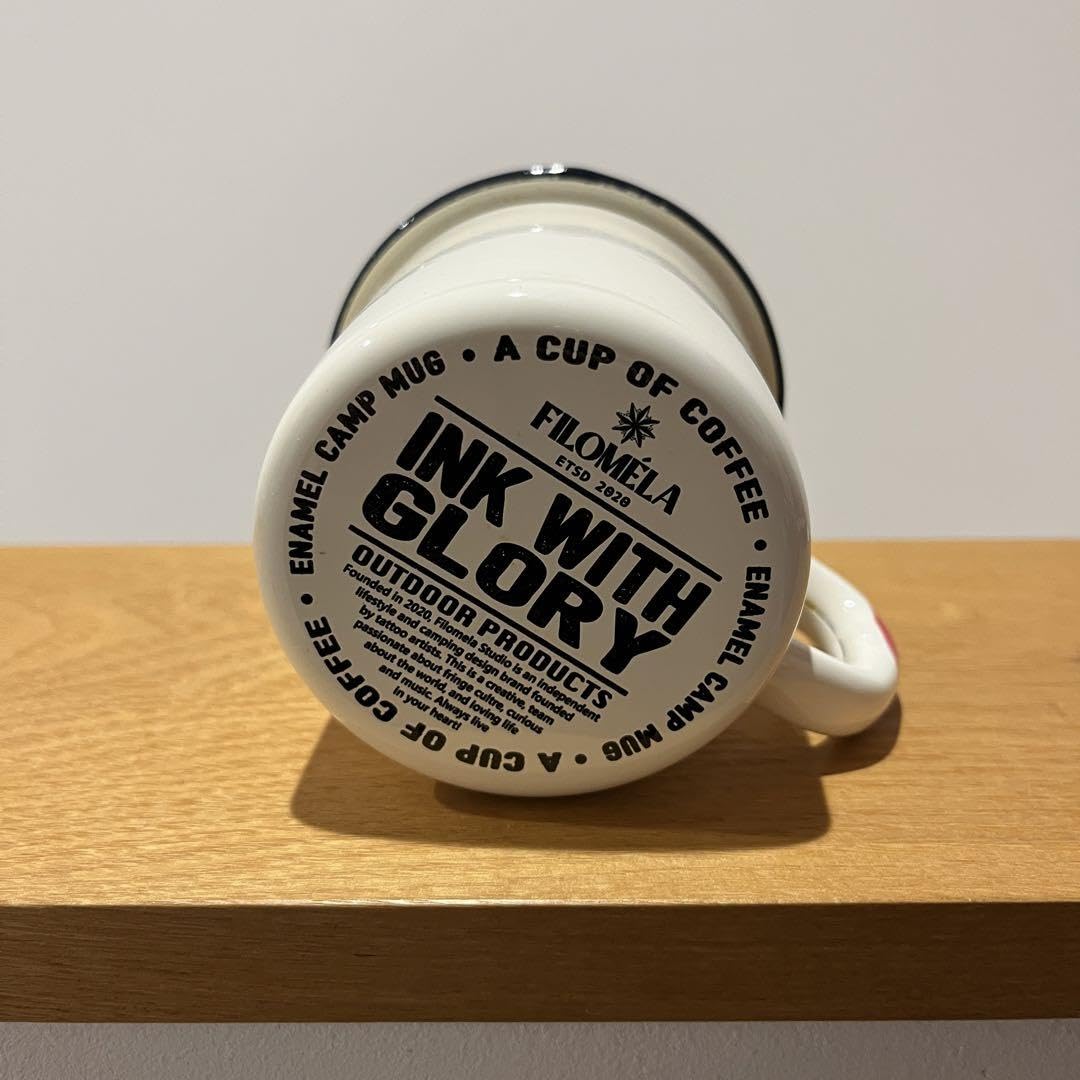 A CUP OF COFFEE • ENAMEL CAMP MUG • A CUP OF COFFEE • ENAMEL CAMP MUG •
FILOMÉLA
ETSD 2020
INK WITH
GLORY
OUTDOOR PRODUCTS
Founded in 2020, Filomela Studio is an independent
lifestyle and camping design brand founded
by tattoo artists. This is a creative, team
passionate about fringe cultre, curious
about the world, and loving life
and music. Always live
in your heart!